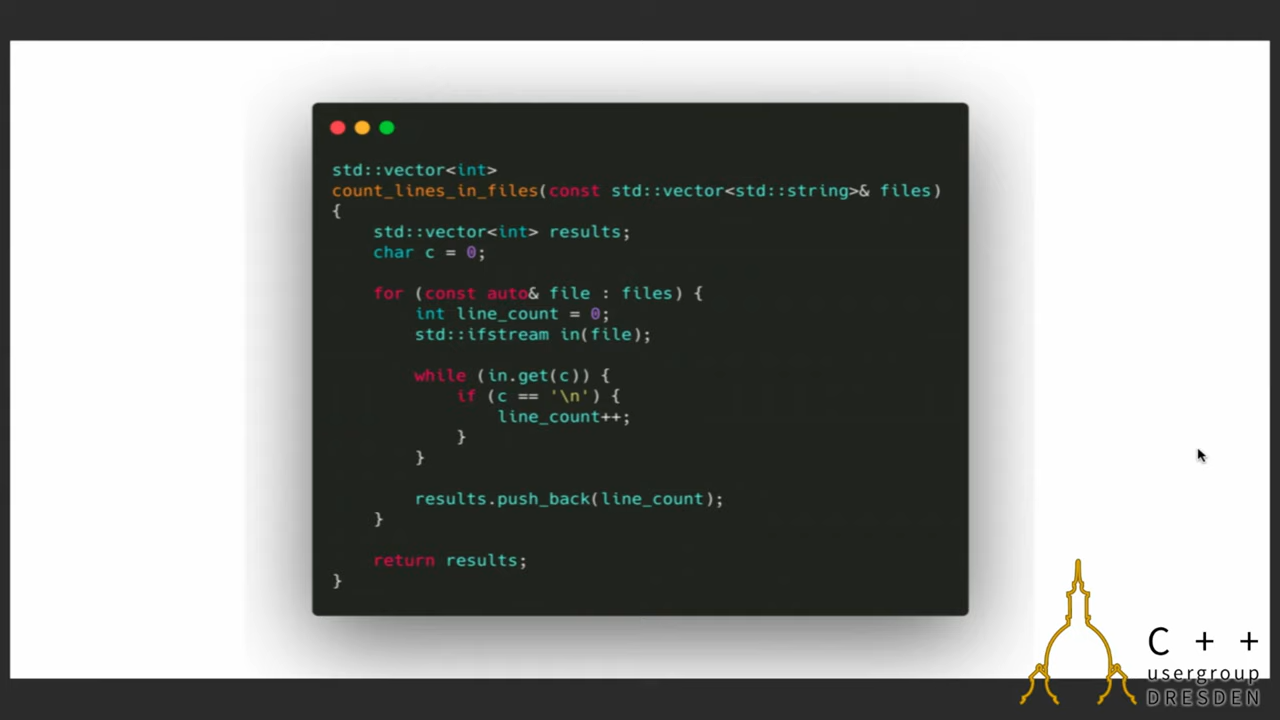 std::vector<int>
count_lines_in_files(const std::vector<std::string>& files)
{
    std::vector<int> results;
    char c = 0;

    for (const auto& file : files) {
        int line_count = 0;
        std::ifstream in(file);

        while (in.get(c)) {
            if (c == '\n') {
                line_count++;
            }
        }

        results.push_back(line_count);
    }

    return results;
}
C + +
usergroup
DRESDEN